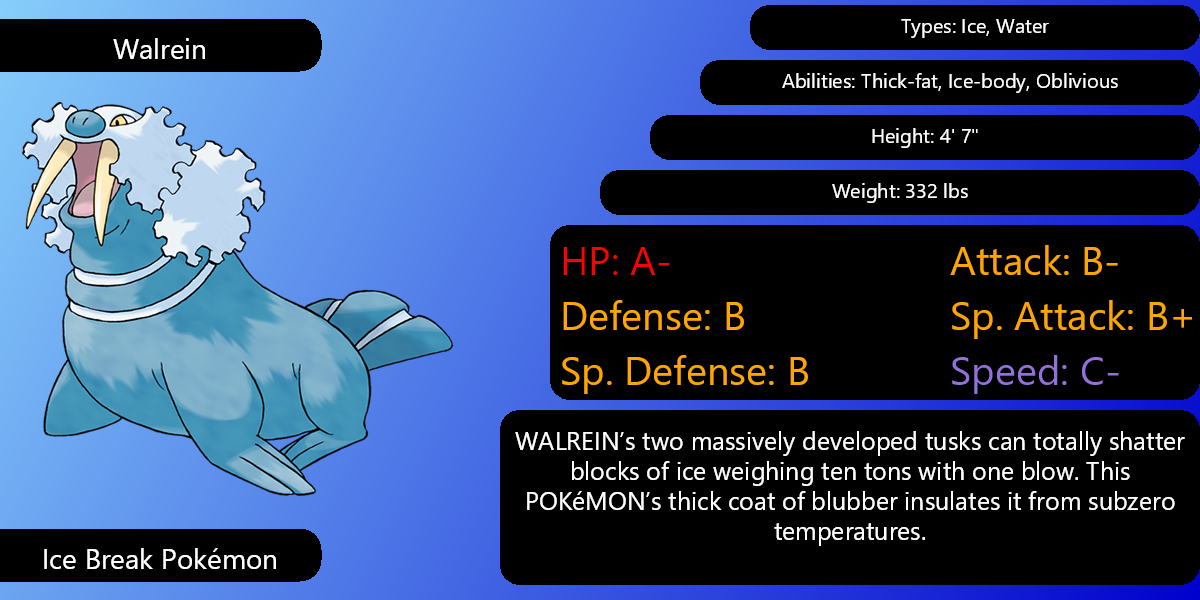 Walrein
Types: Ice, Water
Abilities: Thick-fat, Ice-body, Oblivious
Height: 4' 7"
Weight: 332 lbs
HP: A-
Attack: B-
Defense: B
Sp. Attack: B+
Sp. Defense: B
Speed: C-
WALREIN’s two massively developed tusks can totally shatter
blocks of ice weighing ten tons with one blow. This
POKéMON’s thick coat of blubber insulates it from subzero
temperatures.
Ice Break Pokémon